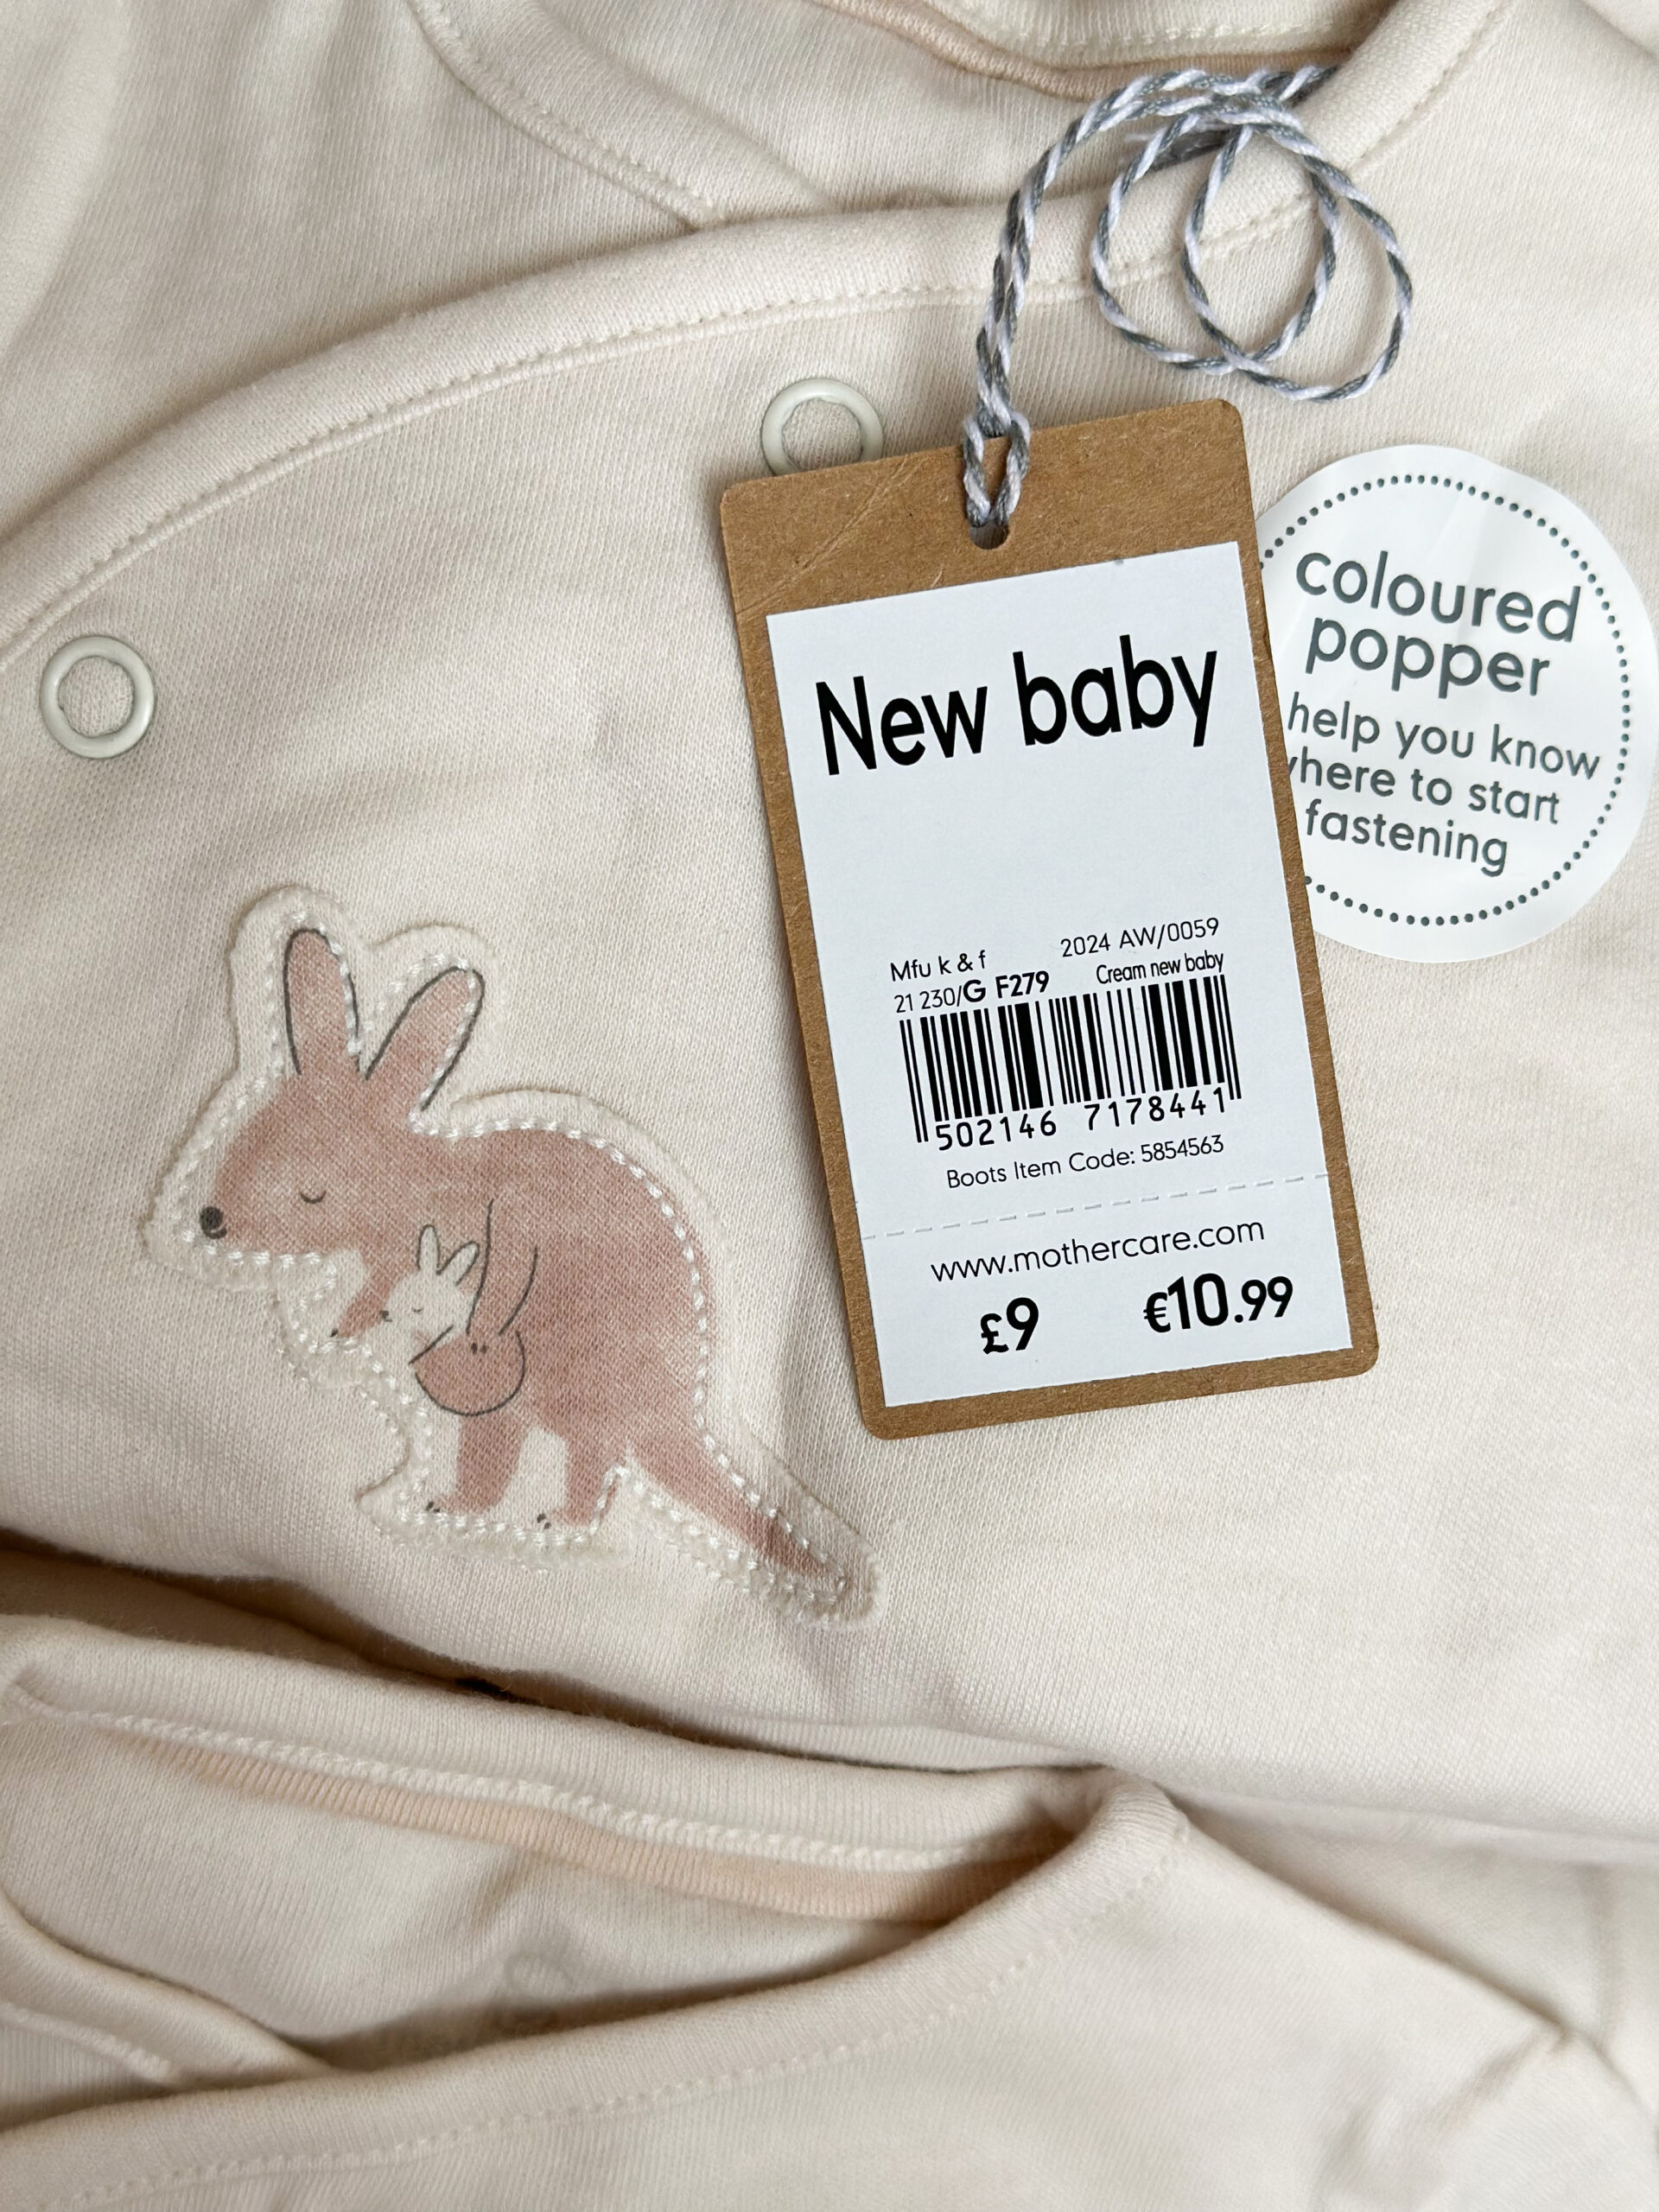 New baby
Mfu k & f 2024 AW/0059
21 230/G F279 Cream new baby
502146 7178441
Boots Item Code: 5854563
www.mothercare.com
£9 €10.99
coloured
popper
help you know
where to start
fastening